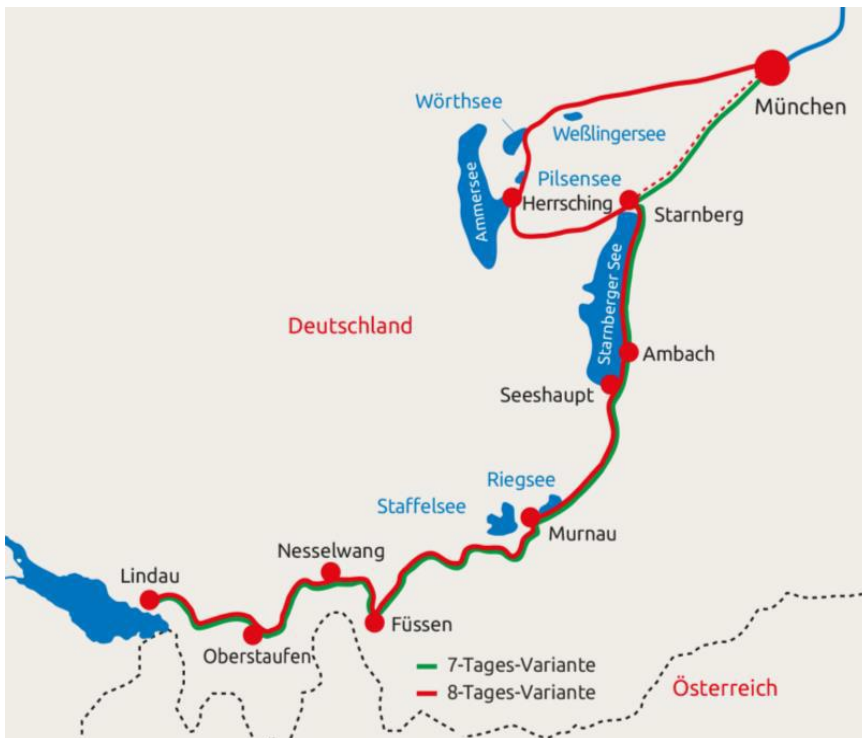 München
Wörthsee
Weßlingersee
Pilsensee
Herrsching
Starnberg
Ammersee
Starnberger See
Deutschland
Ambach
Seeshaupt
Riegsee
Staffelsee
Murnau
Nesselwang
Lindau
Füssen
Oberstaufen
7-Tages-Variante
8-Tages-Variante
Österreich